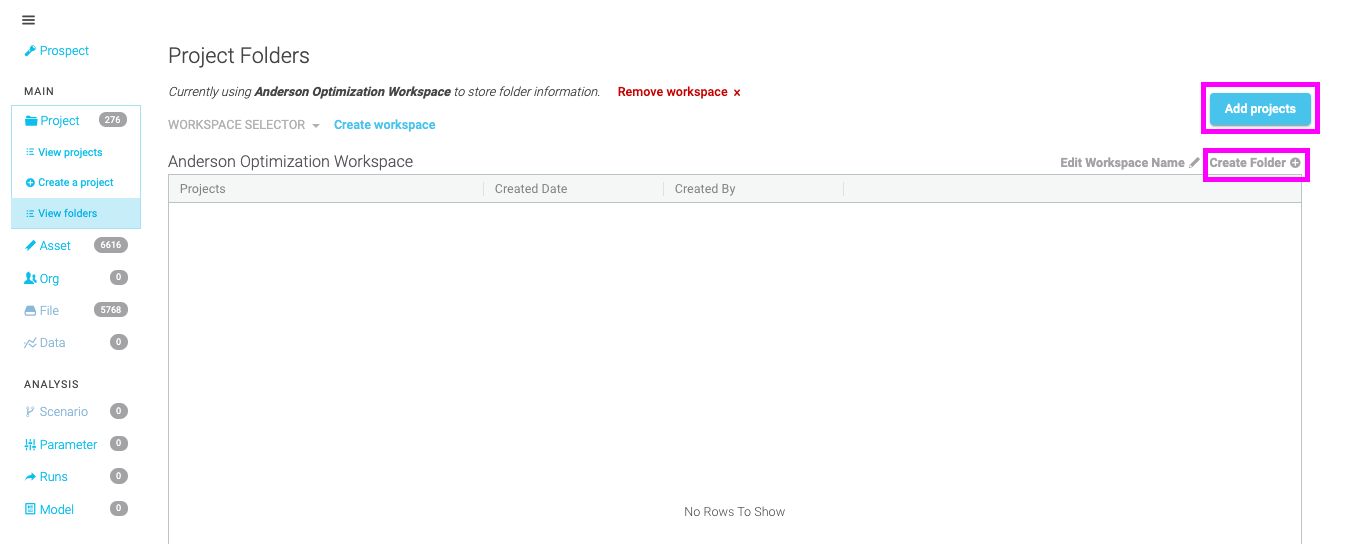 Prospect
MAIN
Project 276
View projects
Create a project
View folders
Asset 6616
Org 0
File 5768
Data 0
ANALYSIS
Scenario 0
Parameter 0
Runs 0
Model 0
Project Folders
Currently using Anderson Optimization Workspace to store folder information. Remove workspace ×
Add projects
WORKSPACE SELECTOR Create workspace
Anderson Optimization Workspace Edit Workspace Name Create Folder
Projects Created Date Created By
No Rows To Show